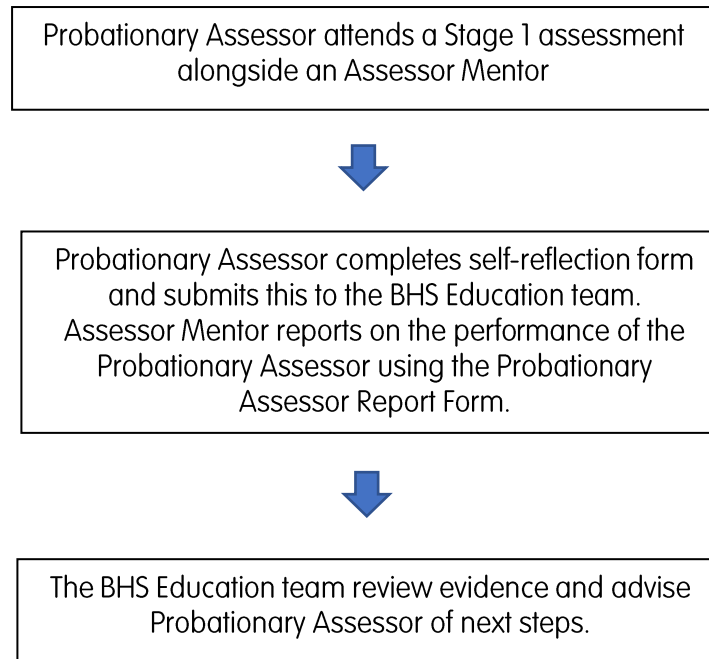 Probationary Assessor attends a Stage 1 assessment
alongside an Assessor Mentor
Probationary Assessor completes self-reflection form
and submits this to the BHS Education team.
Assessor Mentor reports on the performance of the
Probationary Assessor using the Probationary
Assessor Report Form.
The BHS Education team review evidence and advise
Probationary Assessor of next steps.